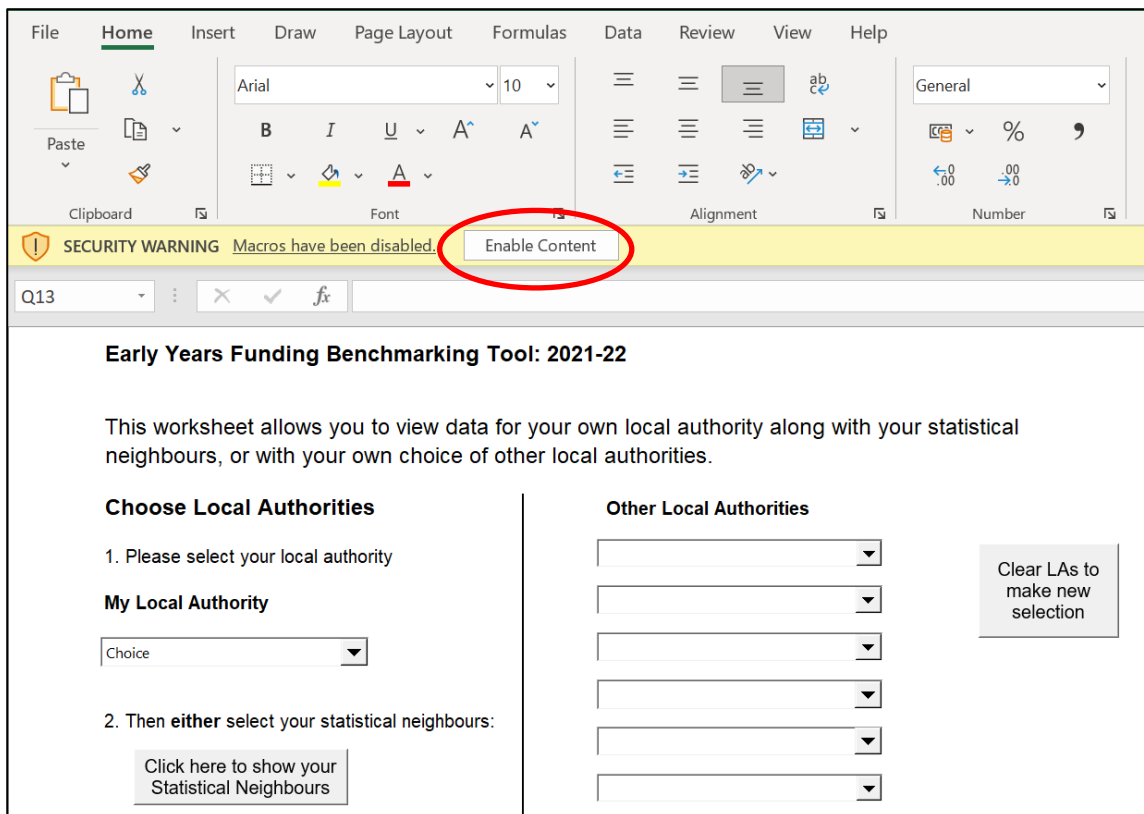 File Home Insert Draw Page Layout Formulas Data Review View Help
Arial 10 ab c General
Paste B I U A A % ,
A .00 .0 .00 .0
Clipboard Font Alignment Number
SECURITY WARNING Macros have been disabled. Enable Content
Q13 fx
Early Years Funding Benchmarking Tool: 2021-22
This worksheet allows you to view data for your own local authority along with your statistical
neighbours, or with your own choice of other local authorities.
Choose Local Authorities
1. Please select your local authority
My Local Authority
Choice
2. Then either select your statistical neighbours:
Click here to show your
Statistical Neighbours
Other Local Authorities
Clear LAs to
make new
selection